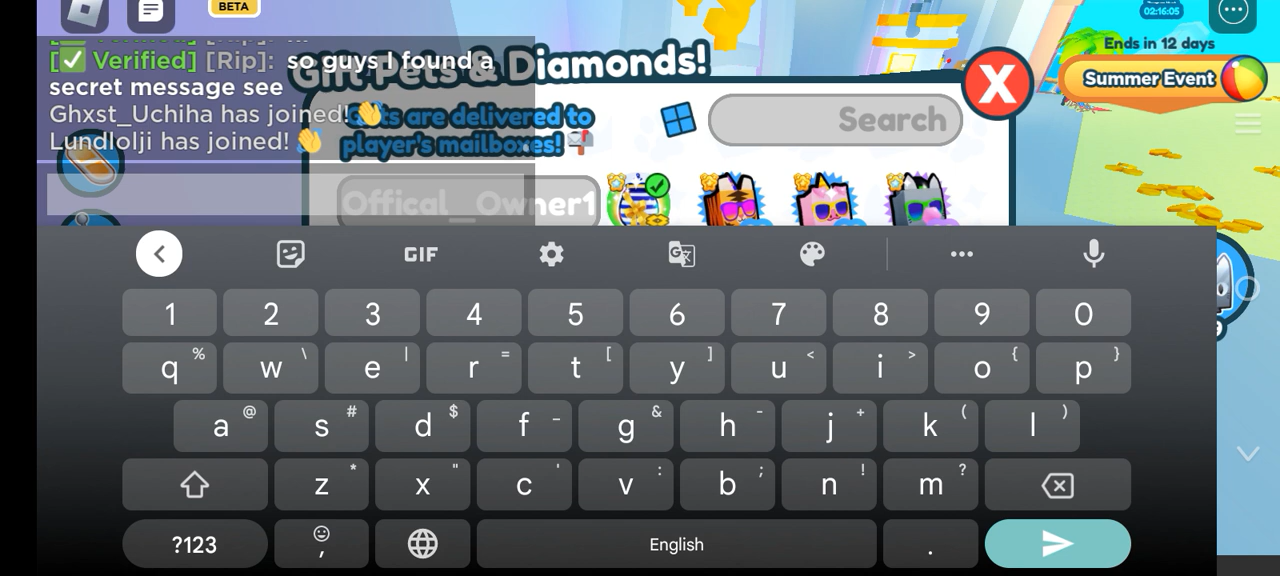 BETA
02:16:05
Ends in 12 days
Summer Event
[✅ Verified] [Rip]: so guys I found a
secret message see
Ghxst_Uchiha has joined! 👋
Lundlolji has joined! 👋
Gift Pets & Diamonds!
Gifts are delivered to
player's mailboxes!
Search
Offical__Owner1
X
GIF
1 2 3 4 5 6 7 8 9 0
q % w \ e | r = t [ y ] u < i > o { p }
a @ s # d $ f _ g & h - j + k ( l )
z * x " c ' v : b ; n ! m ?
?123 , English .